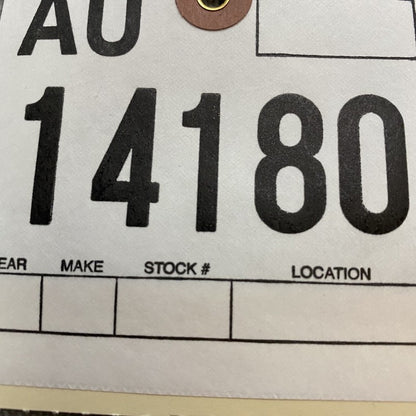 AU
14180
EAR MAKE STOCK # LOCATION